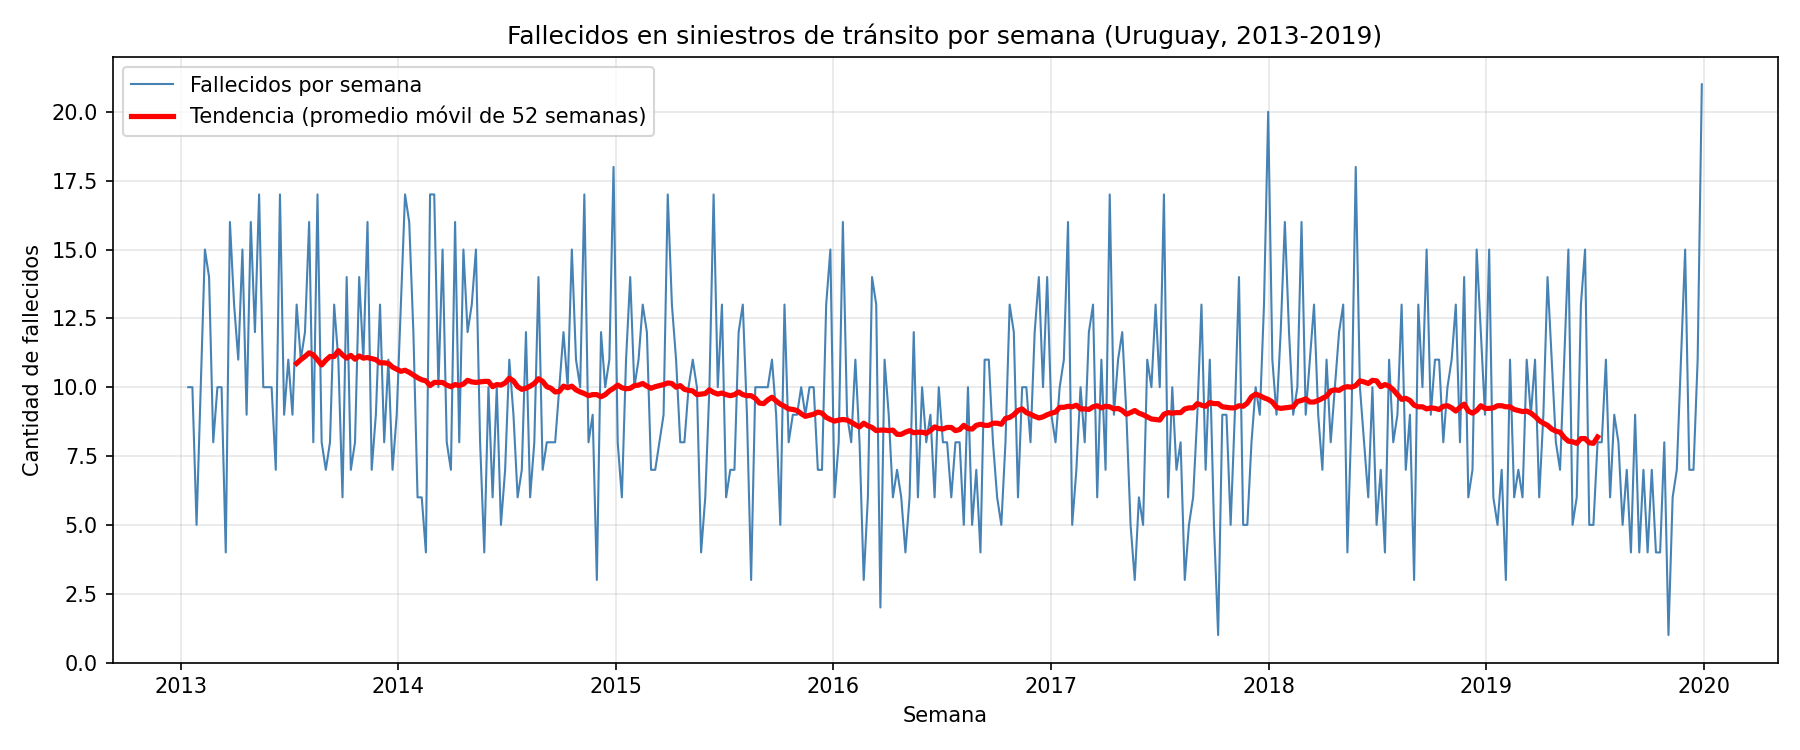 Fallecidos en siniestros de tránsito por semana (Uruguay, 2013-2019)
Fallecidos por semana
Tendencia (promedio móvil de 52 semanas)
20.0
17.5
15.0
12.5
10.0
7.5
5.0
2.5
0.0
Cantidad de fallecidos
2013 2014 2015 2016 2017 2018 2019 2020
Semana